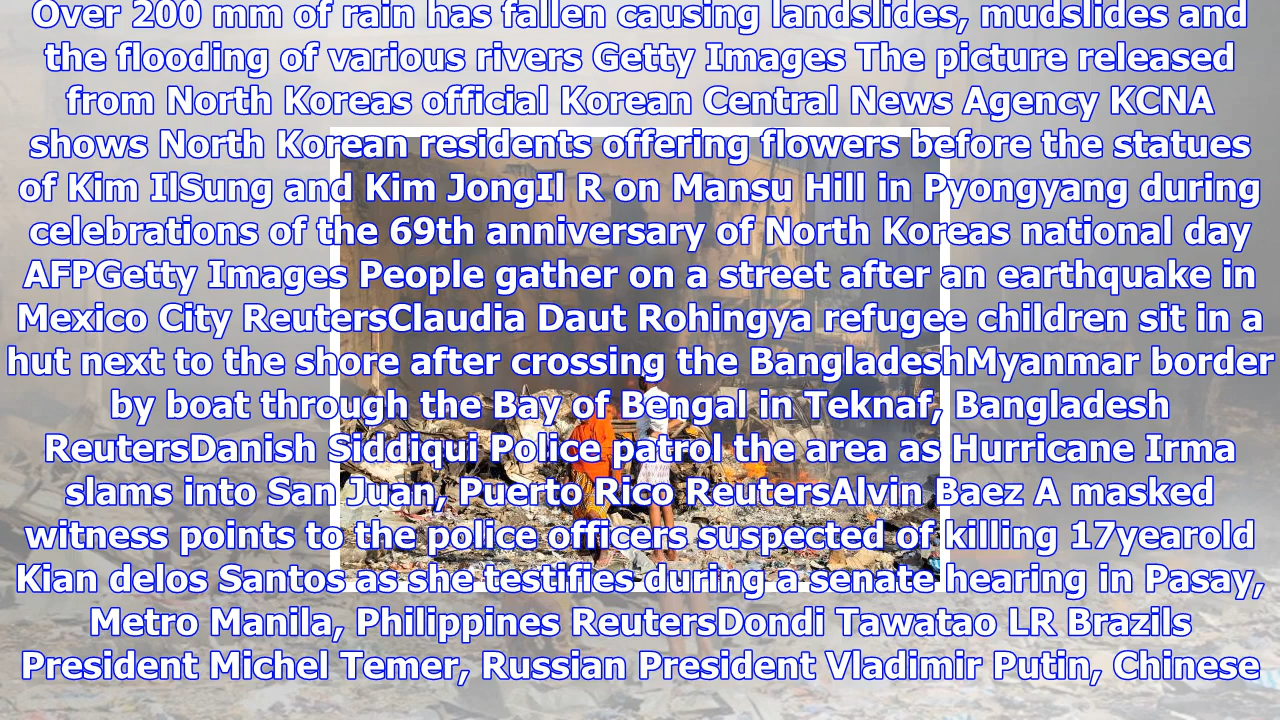 Over 200 mm of rain has fallen causing landslides, mudslides and
the flooding of various rivers Getty Images The picture released
from North Koreas official Korean Central News Agency KCNA
shows North Korean residents offering flowers before the statues
of Kim IlSung and Kim JongIl R on Mansu Hill in Pyongyang during
celebrations of the 69th anniversary of North Koreas national day
AFPGetty Images People gather on a street after an earthquake in
Mexico City ReutersClaudia Daut Rohingya refugee children sit in a
hut next to the shore after crossing the BangladeshMyanmar border
by boat through the Bay of Bengal in Teknaf, Bangladesh
ReutersDanish Siddiqui Police patrol the area as Hurricane Irma
slams into San Juan, Puerto Rico ReutersAlvin Baez A masked
witness points to the police officers suspected of killing 17yearold
Kian delos Santos as she testifies during a senate hearing in Pasay,
Metro Manila, Philippines ReutersDondi Tawatao LR Brazils
President Michel Temer, Russian President Vladimir Putin, Chinese